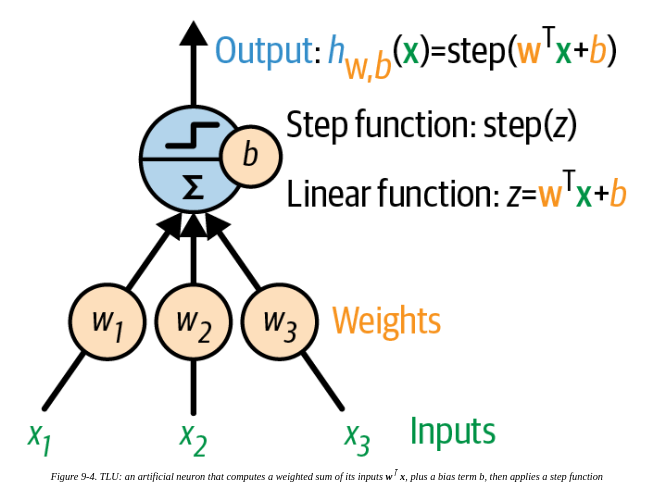 Output: h_w,b(x)=step(wᵀx+b)
Step function: step(z)
b
Σ
Linear function: z=wᵀx+b
w₁ w₂ w₃ Weights
x₁ x₂ x₃ Inputs
Figure 9-4. TLU: an artificial neuron that computes a weighted sum of its inputs wᵀ x, plus a bias term b, then applies a step function